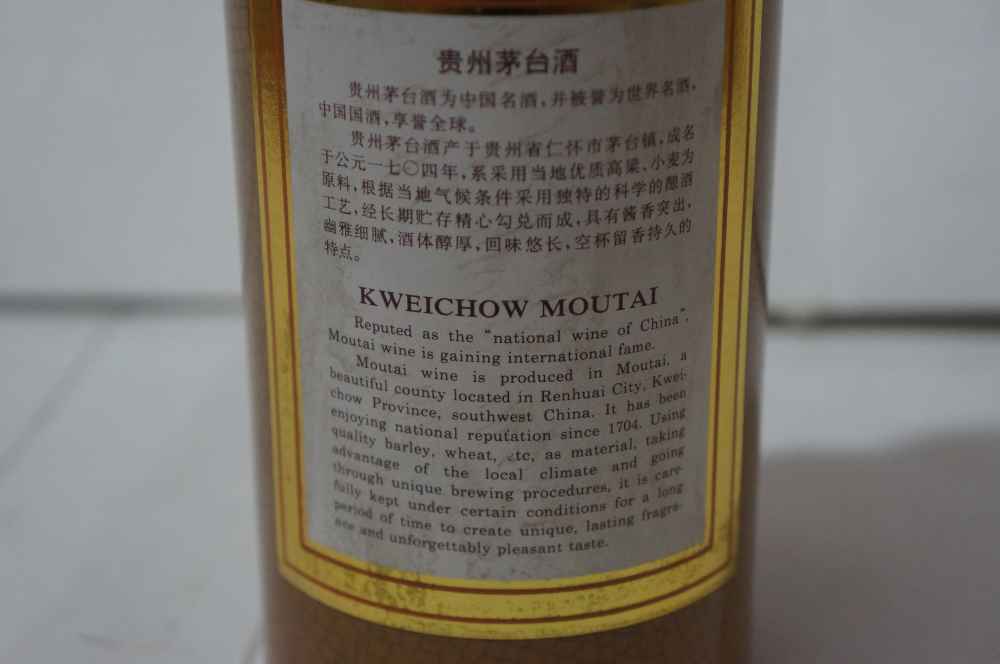 贵州茅台酒
贵州茅台酒为中国名酒,并被誉为世界名酒,
中国国酒,享誉全球。
贵州茅台酒产于贵州省仁怀市茅台镇,成名
于公元一七〇四年,系采用当地优质高粱、小麦为
原料,根据当地气候条件采用独特的科学的酿酒
工艺,经长期贮存精心勾兑而成,具有酱香突出,
幽雅细腻,酒体醇厚,回味悠长,空杯留香持久的
特点。
KWEICHOW MOUTAI
Reputed as the "national wine of China",
Moutai wine is gaining international fame.
Moutai wine is produced in Moutai, a
beautiful county located in Renhuai City, Kwei-
chow Province, southwest China. It has been
enjoying national reputation since 1704. Using
quality barley, wheat, etc, as material, taking
advantage of the local climate and going
through unique brewing procedures, it is care-
fully kept under certain conditions for a long
period of time to create unique, lasting fragra-
nce and unforgettably pleasant taste.